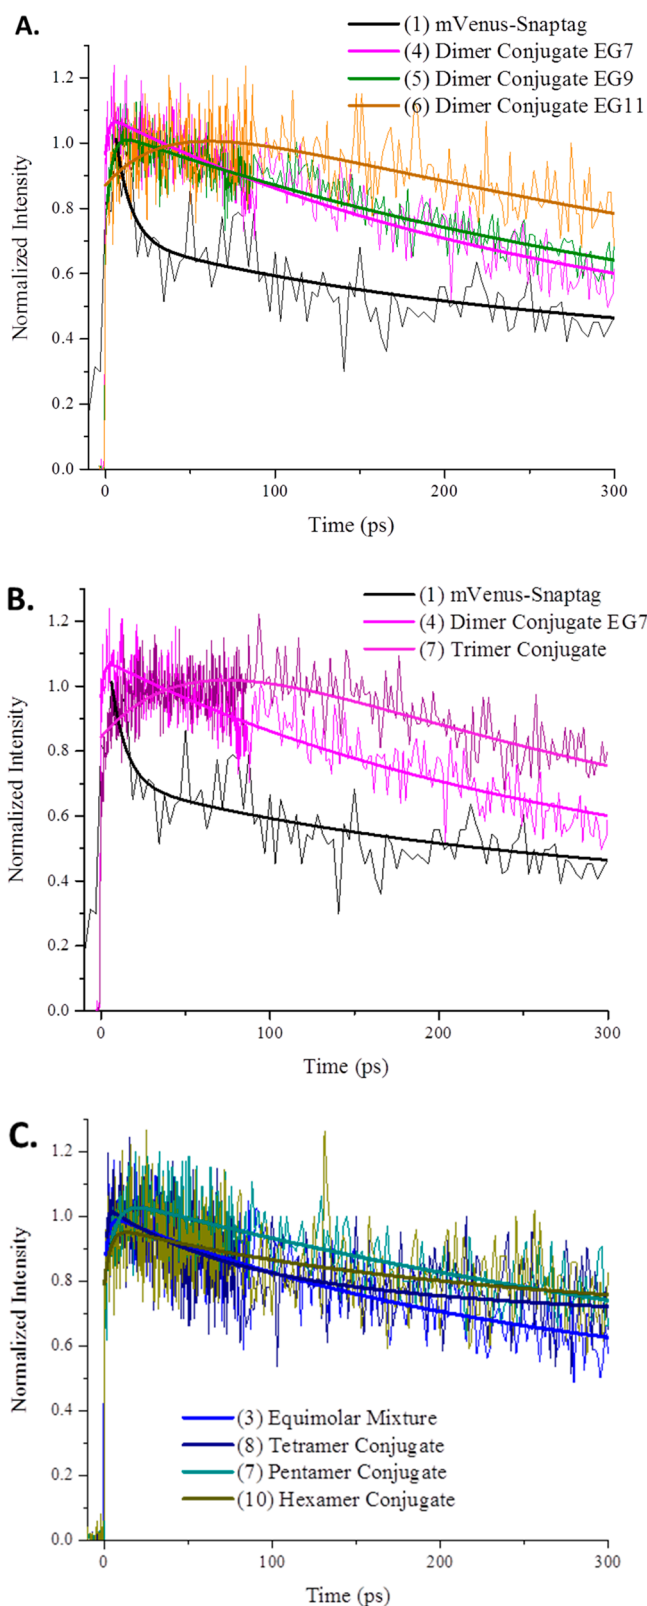 A.
(1) mVenus-Snaptag
(4) Dimer Conjugate EG7
(5) Dimer Conjugate EG9
(6) Dimer Conjugate EG11
1.2
1.0
0.8
0.6
0.4
0.2
0.0
Normalized Intensity
0
100
200
300
Time (ps)
B.
(1) mVenus-Snaptag
(4) Dimer Conjugate EG7
(7) Trimer Conjugate
1.2
1.0
0.8
0.6
0.4
0.2
0.0
Normalized Intensity
0
100
200
300
Time (ps)
C.
1.2
1.0
0.8
0.6
0.4
0.2
0.0
Normalized Intensity
(3) Equimolar Mixture
(8) Tetramer Conjugate
(7) Pentamer Conjugate
(10) Hexamer Conjugate
0
100
200
300
Time (ps)